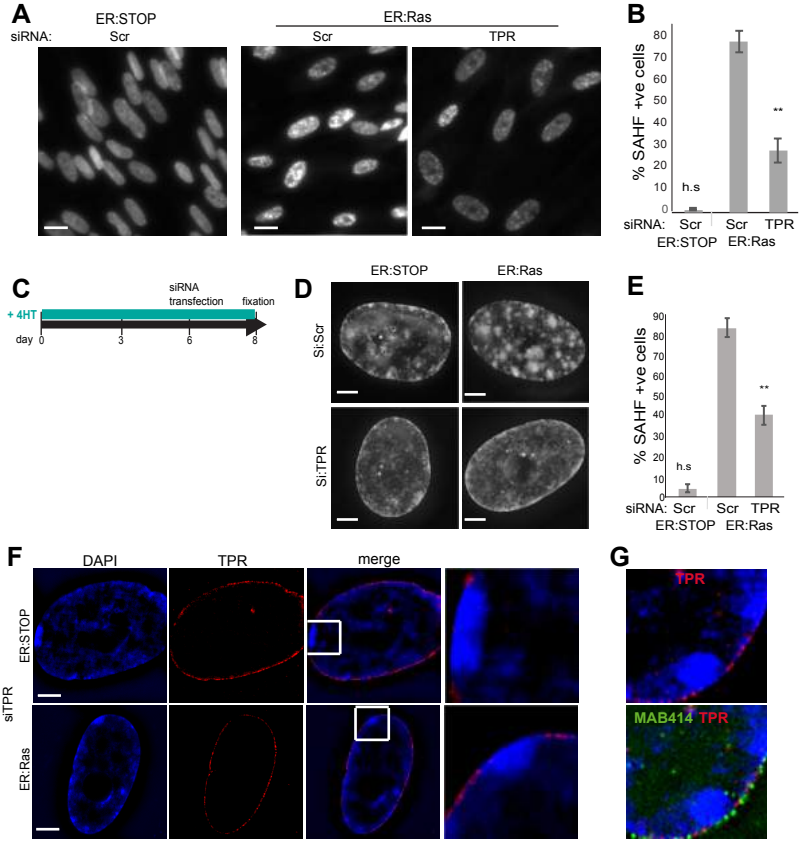 A
ER:STOP
ER:Ras
siRNA:
Scr
Scr
TPR
B
% SAHF +ve cells
80
70
60
50
40
30
20
10
0
h.s
**
siRNA:
Scr
Scr
TPR
ER:STOP
ER:Ras
C
siRNA
transfection
fixation
+ 4HT
day
0
3
6
8
D
ER:STOP
ER:Ras
Si:Scr
Si:TPR
E
% SAHF +ve cells
90
80
70
60
50
40
30
20
10
0
h.s
**
siRNA:
Scr
Scr
TPR
ER:STOP
ER:Ras
F
DAPI
TPR
merge
siTPR
ER:STOP
ER:Ras
G
TPR
MAB414 TPR